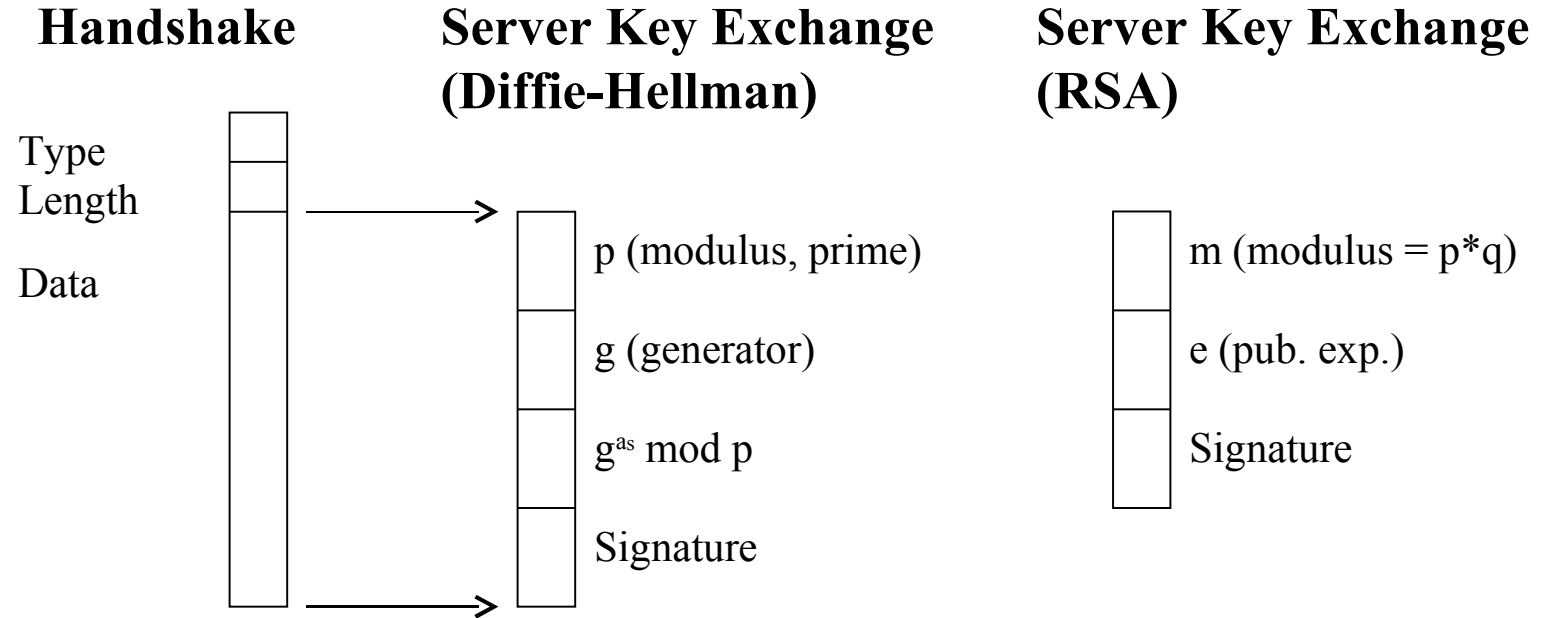 Handshake
Type
Length
Data
Server Key Exchange
(Diffie-Hellman)
p (modulus, prime)
g (generator)
gᵃˢ mod p
Signature
Server Key Exchange
(RSA)
m (modulus = p*q)
e (pub. exp.)
Signature